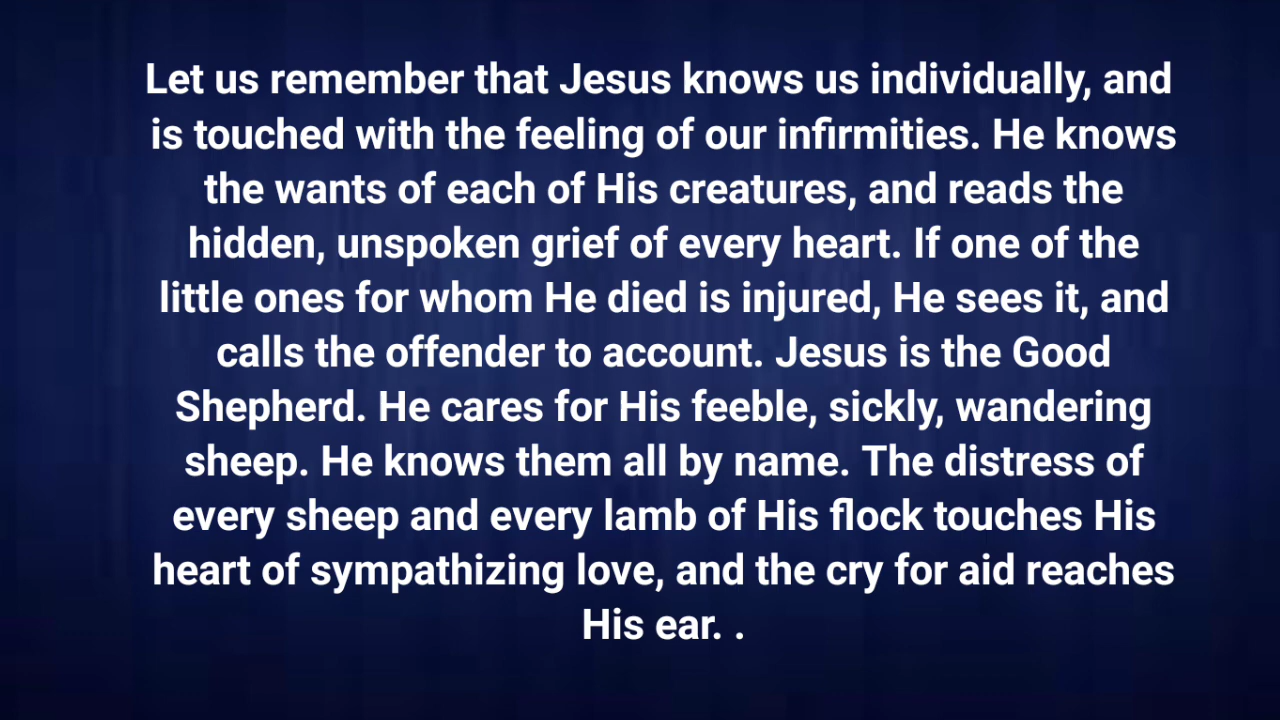 Let us remember that Jesus knows us individually, and
is touched with the feeling of our infirmities. He knows
the wants of each of His creatures, and reads the
hidden, unspoken grief of every heart. If one of the
little ones for whom He died is injured, He sees it, and
calls the offender to account. Jesus is the Good
Shepherd. He cares for His feeble, sickly, wandering
sheep. He knows them all by name. The distress of
every sheep and every lamb of His flock touches His
heart of sympathizing love, and the cry for aid reaches
His ear. .